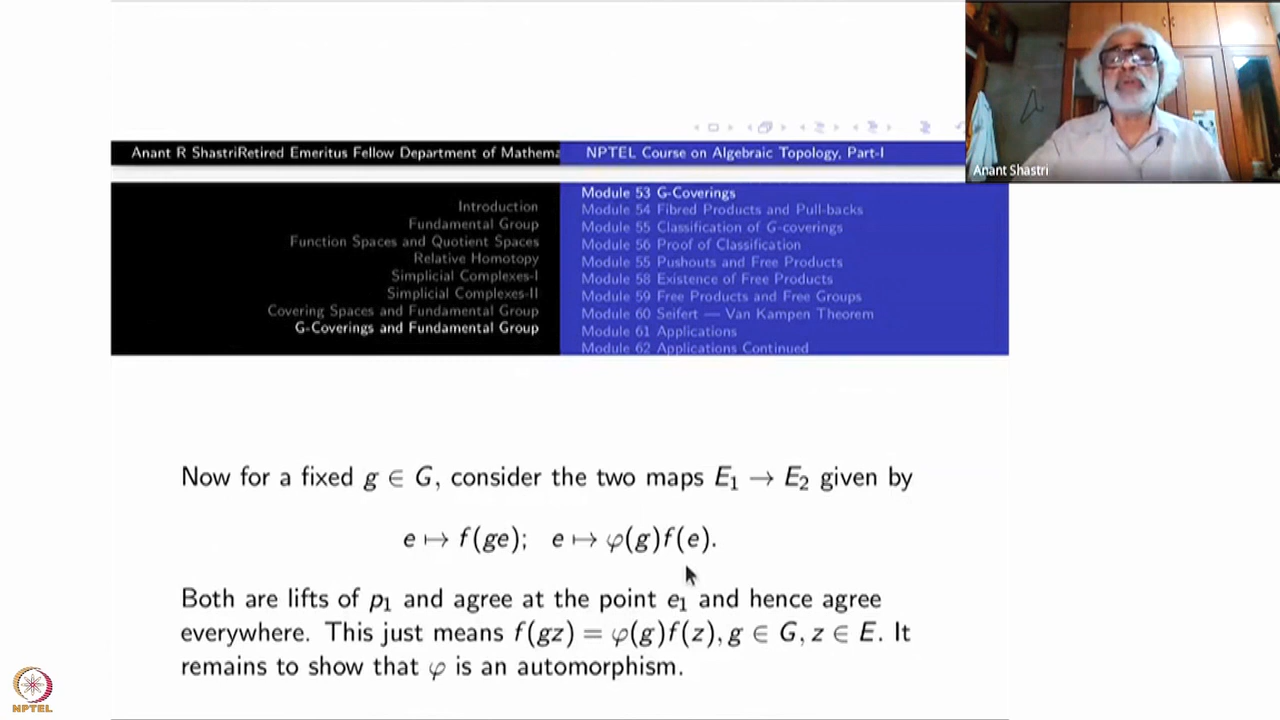 Anant R ShastriRetired Emeritus Fellow Department of Mathema
NPTEL Course on Algebraic Topology, Part-I
Anant Shastri
Introduction
Fundamental Group
Function Spaces and Quotient Spaces
Relative Homotopy
Simplicial Complexes-I
Simplicial Complexes-II
Covering Spaces and Fundamental Group
G-Coverings and Fundamental Group
Module 53 G-Coverings
Module 54 Fibred Products and Pull-backs
Module 55 Classification of G-coverings
Module 56 Proof of Classification
Module 55 Pushouts and Free Products
Module 58 Existence of Free Products
Module 59 Free Products and Free Groups
Module 60 Seifert — Van Kampen Theorem
Module 61 Applications
Module 62 Applications Continued
Now for a fixed g ∈ G, consider the two maps E₁ → E₂ given by
e ↦ f(ge); e ↦ φ(g)f(e).
Both are lifts of p₁ and agree at the point e₁ and hence agree
everywhere. This just means f(gz) = φ(g)f(z), g ∈ G, z ∈ E. It
remains to show that φ is an automorphism.
NPTEL